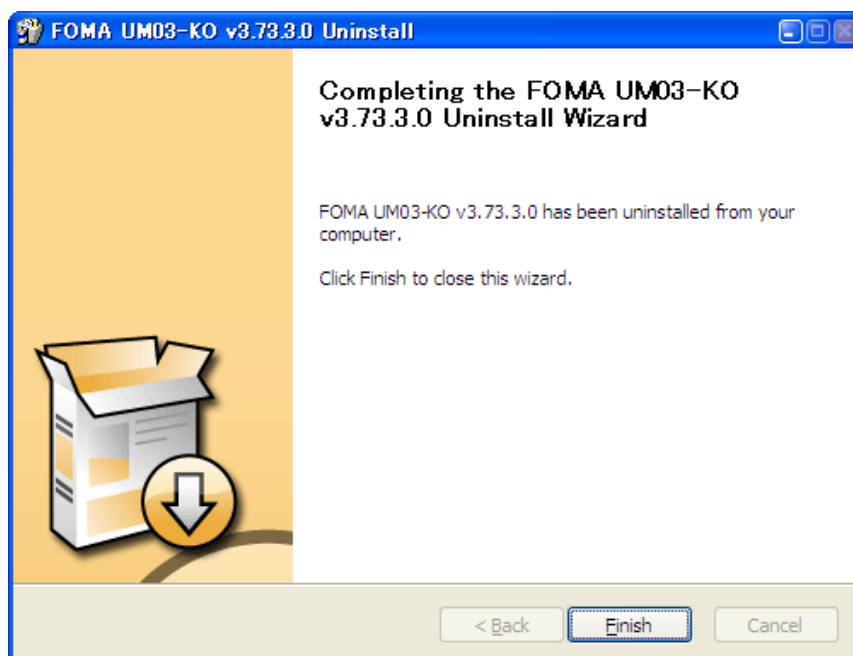 FOMA UM03-KO v3.73.3.0 Uninstall
Completing the FOMA UM03-KO
v3.73.3.0 Uninstall Wizard
FOMA UM03-KO v3.73.3.0 has been uninstalled from your
computer.
Click Finish to close this wizard.
< Back
Finish
Cancel